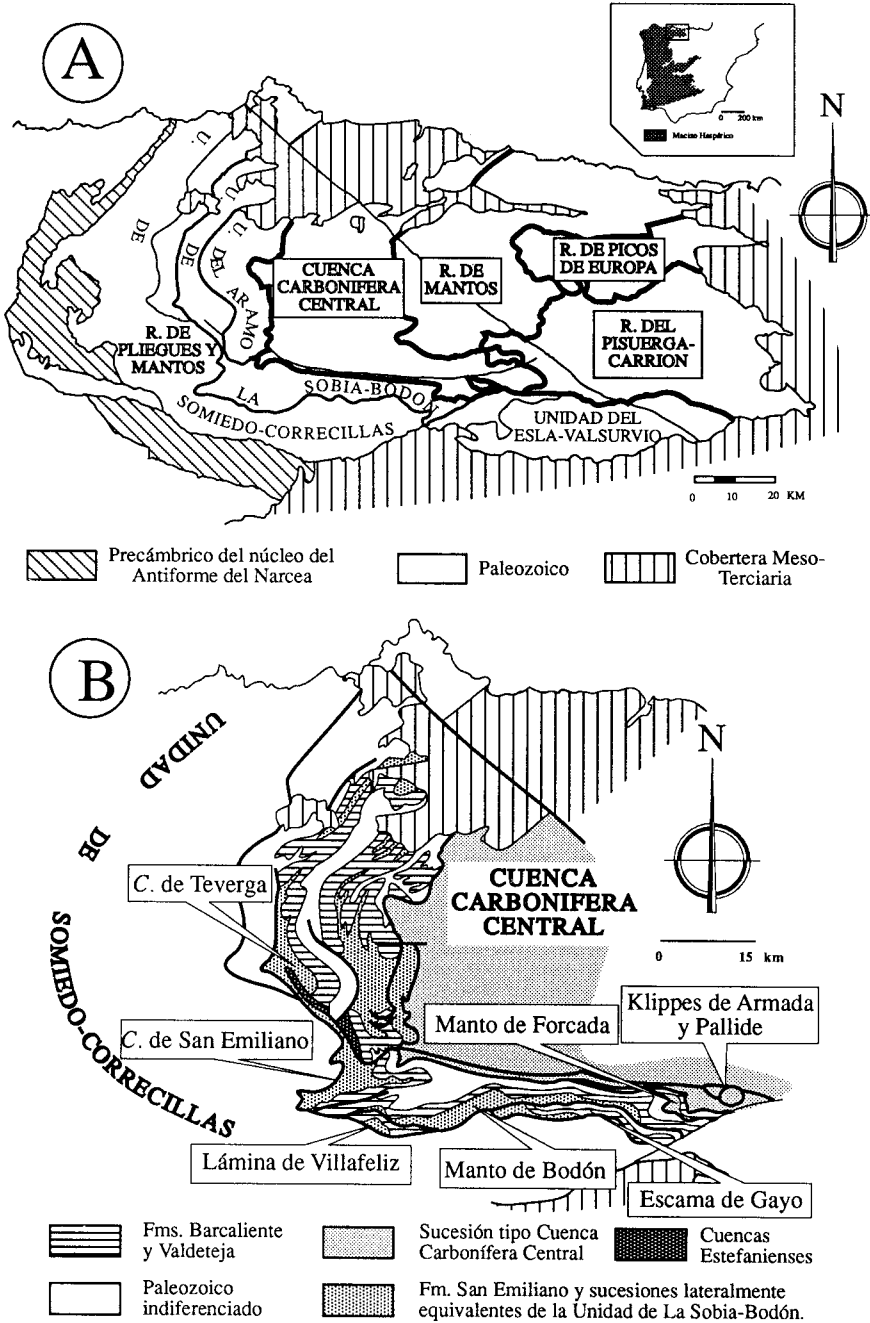 A
0 200 km
Macizo Hespérico
N
U.
DE
U.
DE
U. DEL ARAMO
CUENCA
CARBONIFERA
CENTRAL
R. DE
MANTOS
R. DE PICOS
DE EUROPA
R. DEL
PISUERGA-
CARRION
R. DE
PLIEGUES Y
MANTOS
LA SOBIA-BODON
SOMIEDO-CORRECILLAS
UNIDAD DEL
ESLA-VALSURVIO
0 10 20 KM
Precámbrico del núcleo del
Antiforme del Narcea
Paleozoico
Cobertera Meso-
Terciaria
B
N
UNIDAD
DE
SOMIEDO-CORRECILLAS
C. de Teverga
CUENCA
CARBONIFERA
CENTRAL
0 15 km
C. de San Emiliano
Manto de Forcada
Klippes de Armada
y Pallide
Lámina de Villafeliz
Manto de Bodón
Escama de Gayo
Fms. Barcaliente
y Valdeteja
Sucesión tipo Cuenca
Carbonífera Central
Cuencas
Estefanienses
Paleozoico
indiferenciado
Fm. San Emiliano y sucesiones lateralmente
equivalentes de la Unidad de La Sobia-Bodón.